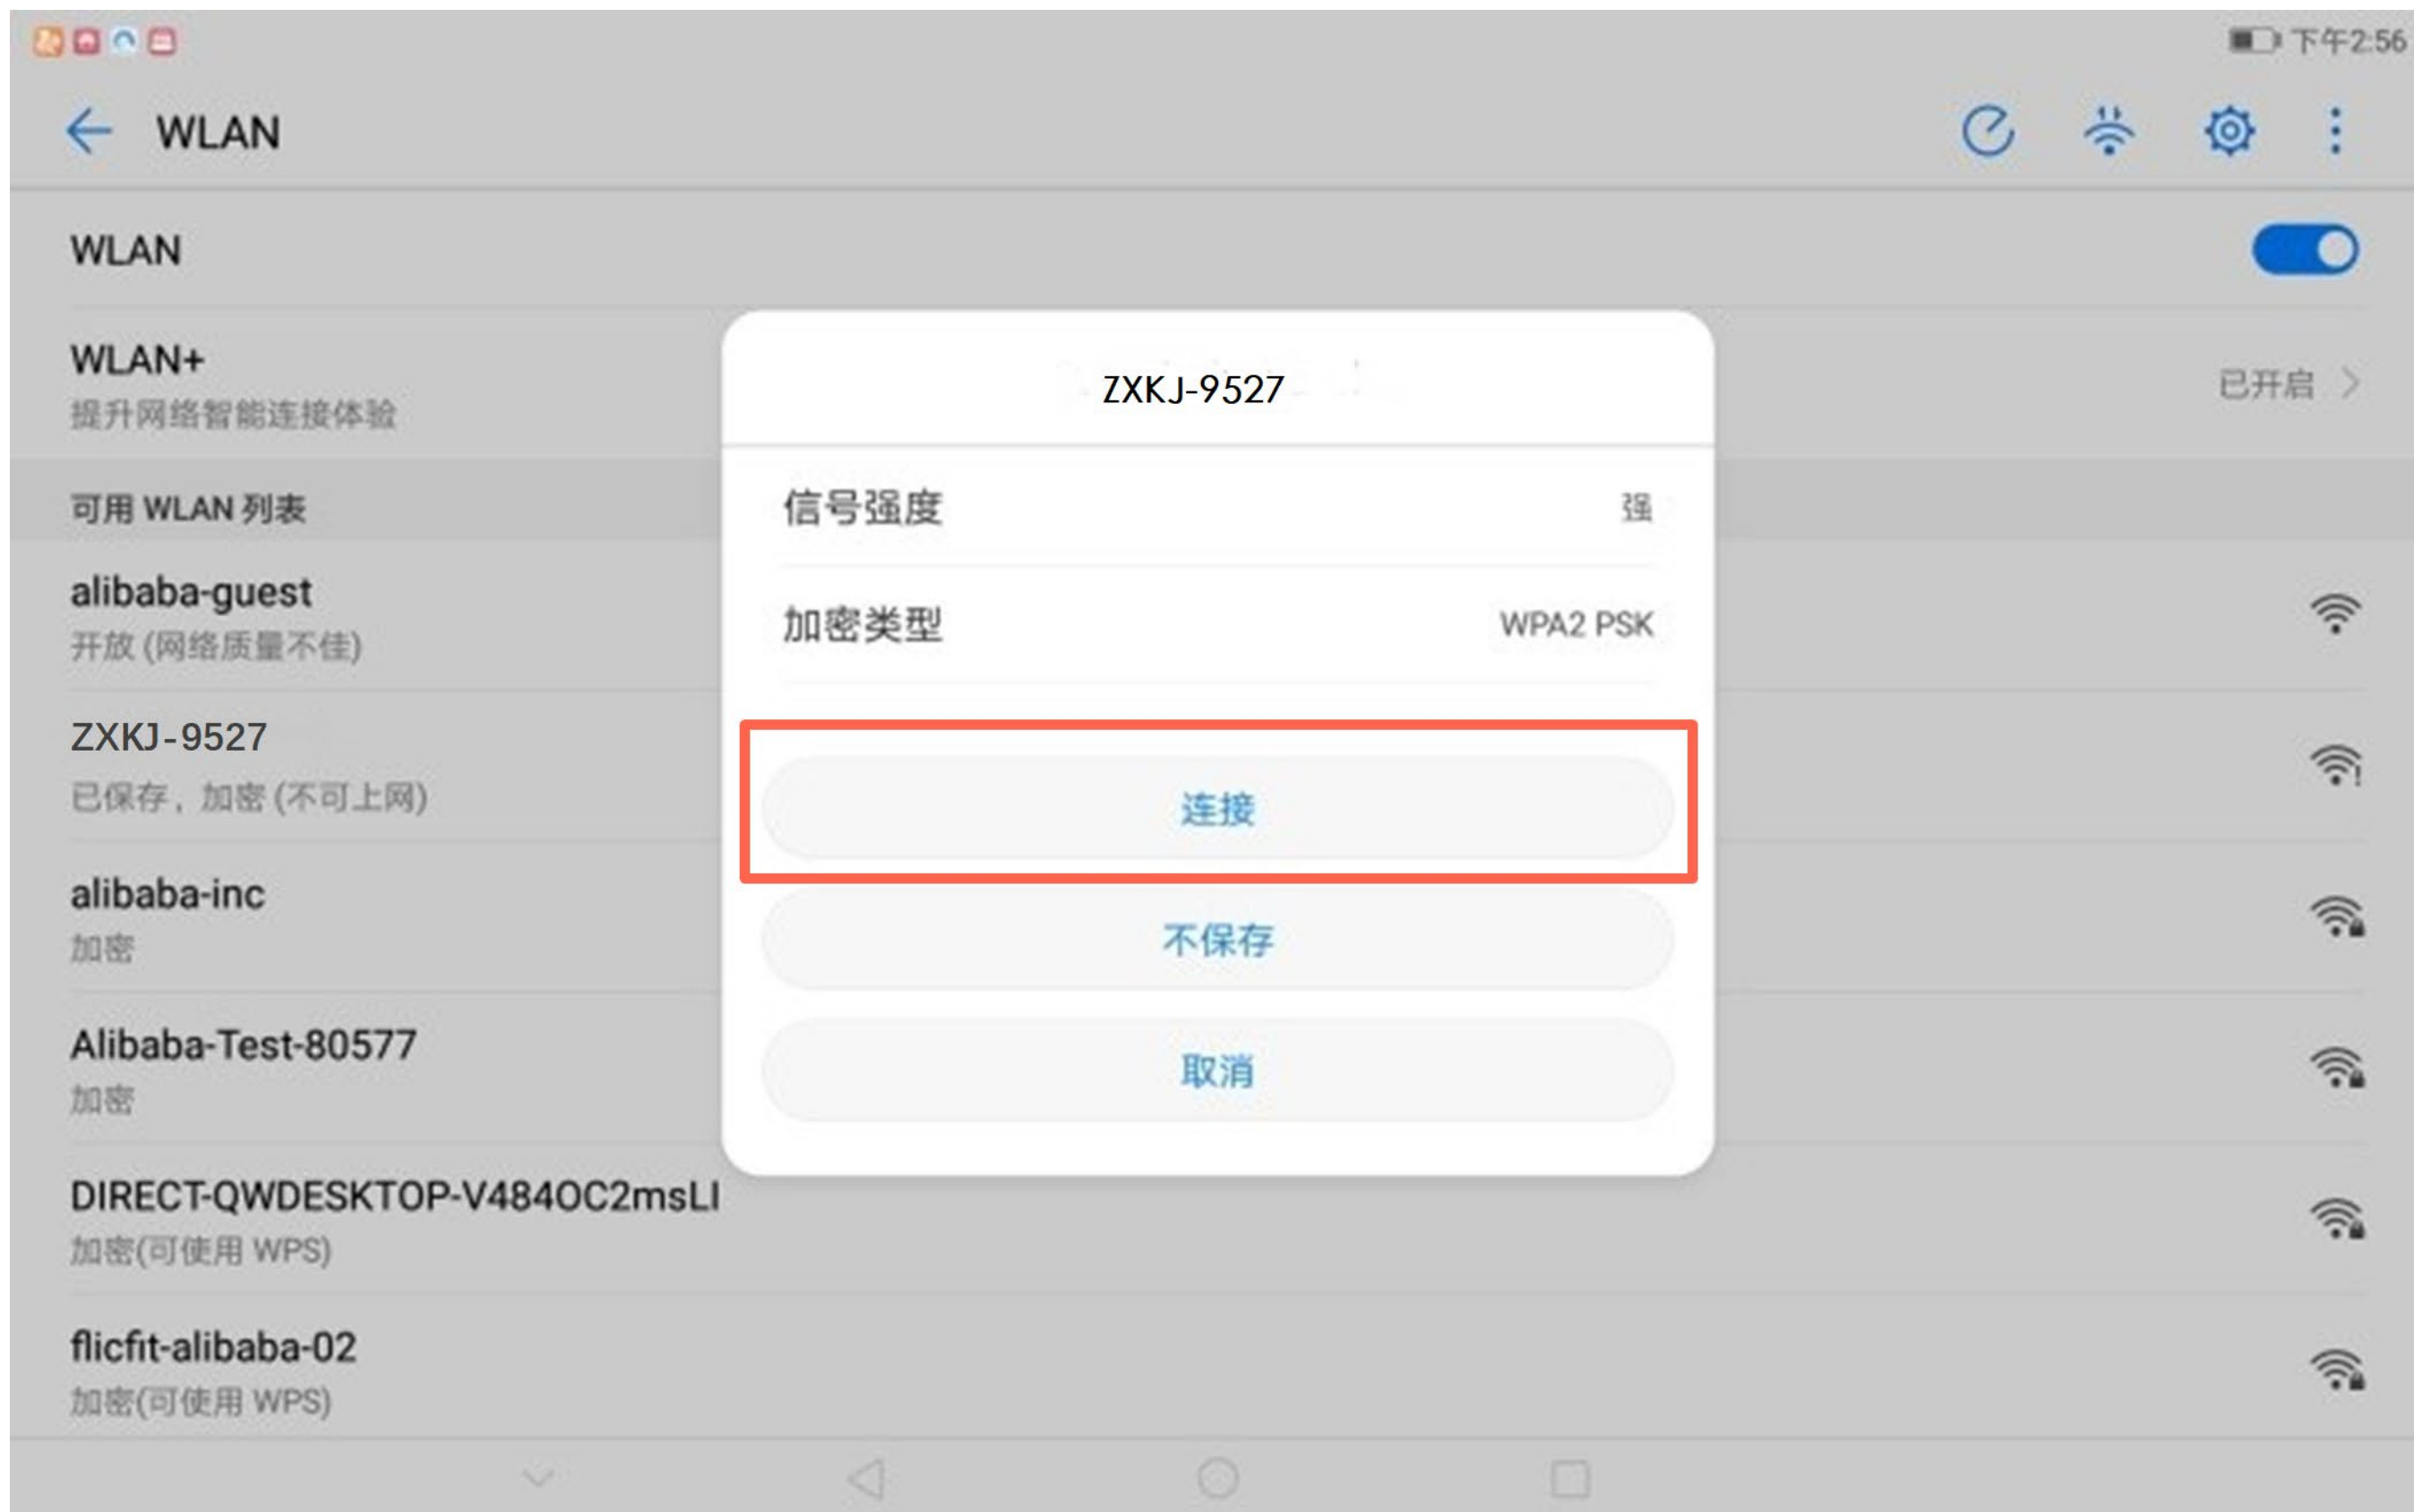 下午2:56
WLAN
WLAN
WLAN+
提升网络智能连接体验
已开启
可用 WLAN 列表
alibaba-guest
开放 (网络质量不佳)
ZXKJ-9527
已保存，加密 (不可上网)
alibaba-inc
加密
Alibaba-Test-80577
加密
DIRECT-QWDESKTOP-V484OC2msLI
加密(可使用 WPS)
flicfit-alibaba-02
加密(可使用 WPS)
ZXKJ-9527
信号强度
强
加密类型
WPA2 PSK
连接
不保存
取消